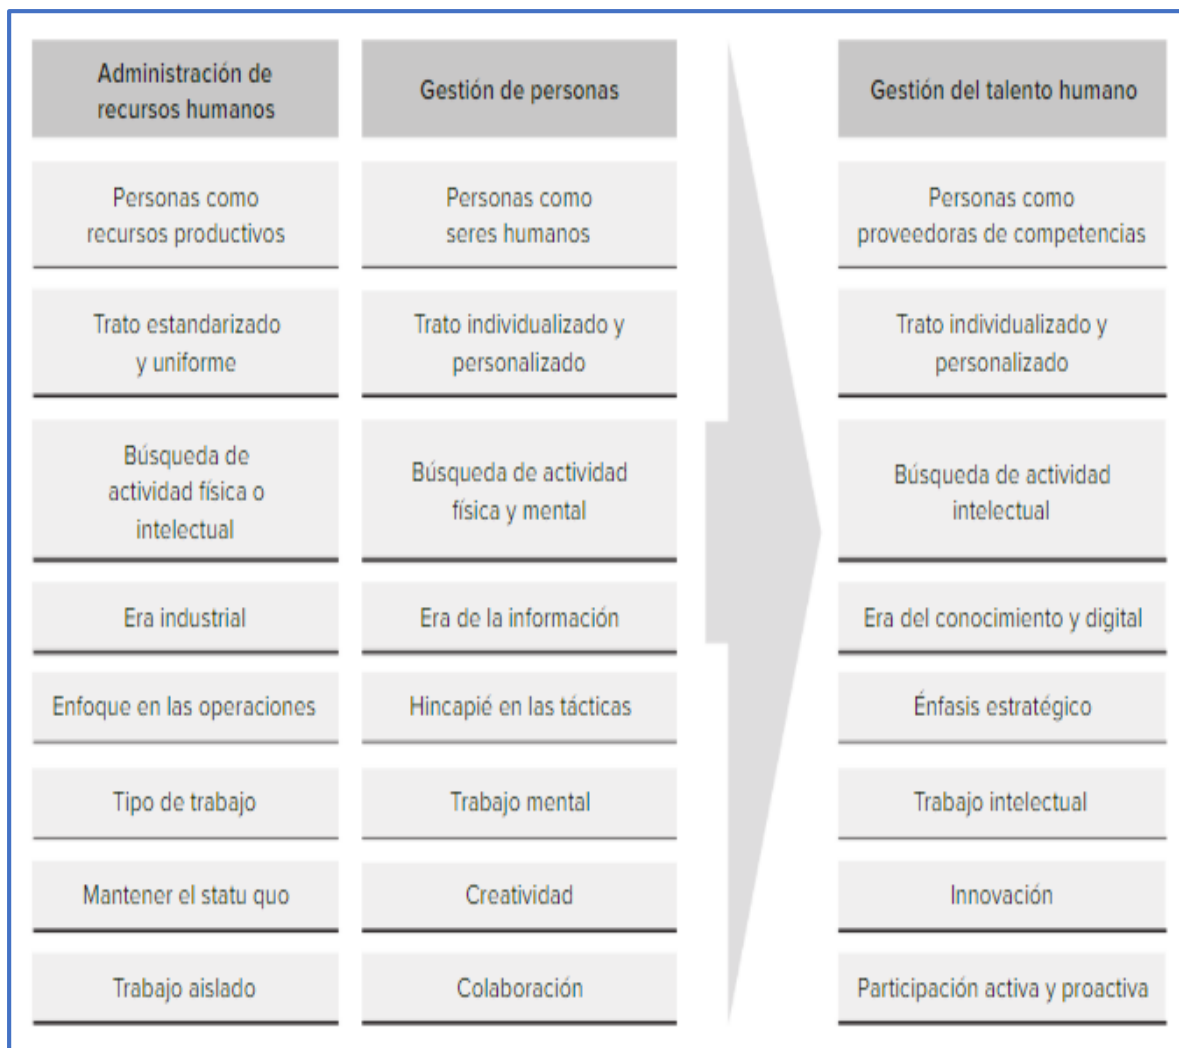 Administración de
recursos humanos
Gestión de personas
Gestión del talento humano
Personas como
recursos productivos
Personas como
seres humanos
Personas como
proveedoras de competencias
Trato estandarizado
y uniforme
Trato individualizado y
personalizado
Trato individualizado y
personalizado
Búsqueda de
actividad física o
intelectual
Búsqueda de actividad
física y mental
Búsqueda de actividad
intelectual
Era industrial
Era de la información
Era del conocimiento y digital
Enfoque en las operaciones
Hincapié en las tácticas
Énfasis estratégico
Tipo de trabajo
Trabajo mental
Trabajo intelectual
Mantener el statu quo
Creatividad
Innovación
Trabajo aislado
Colaboración
Participación activa y proactiva